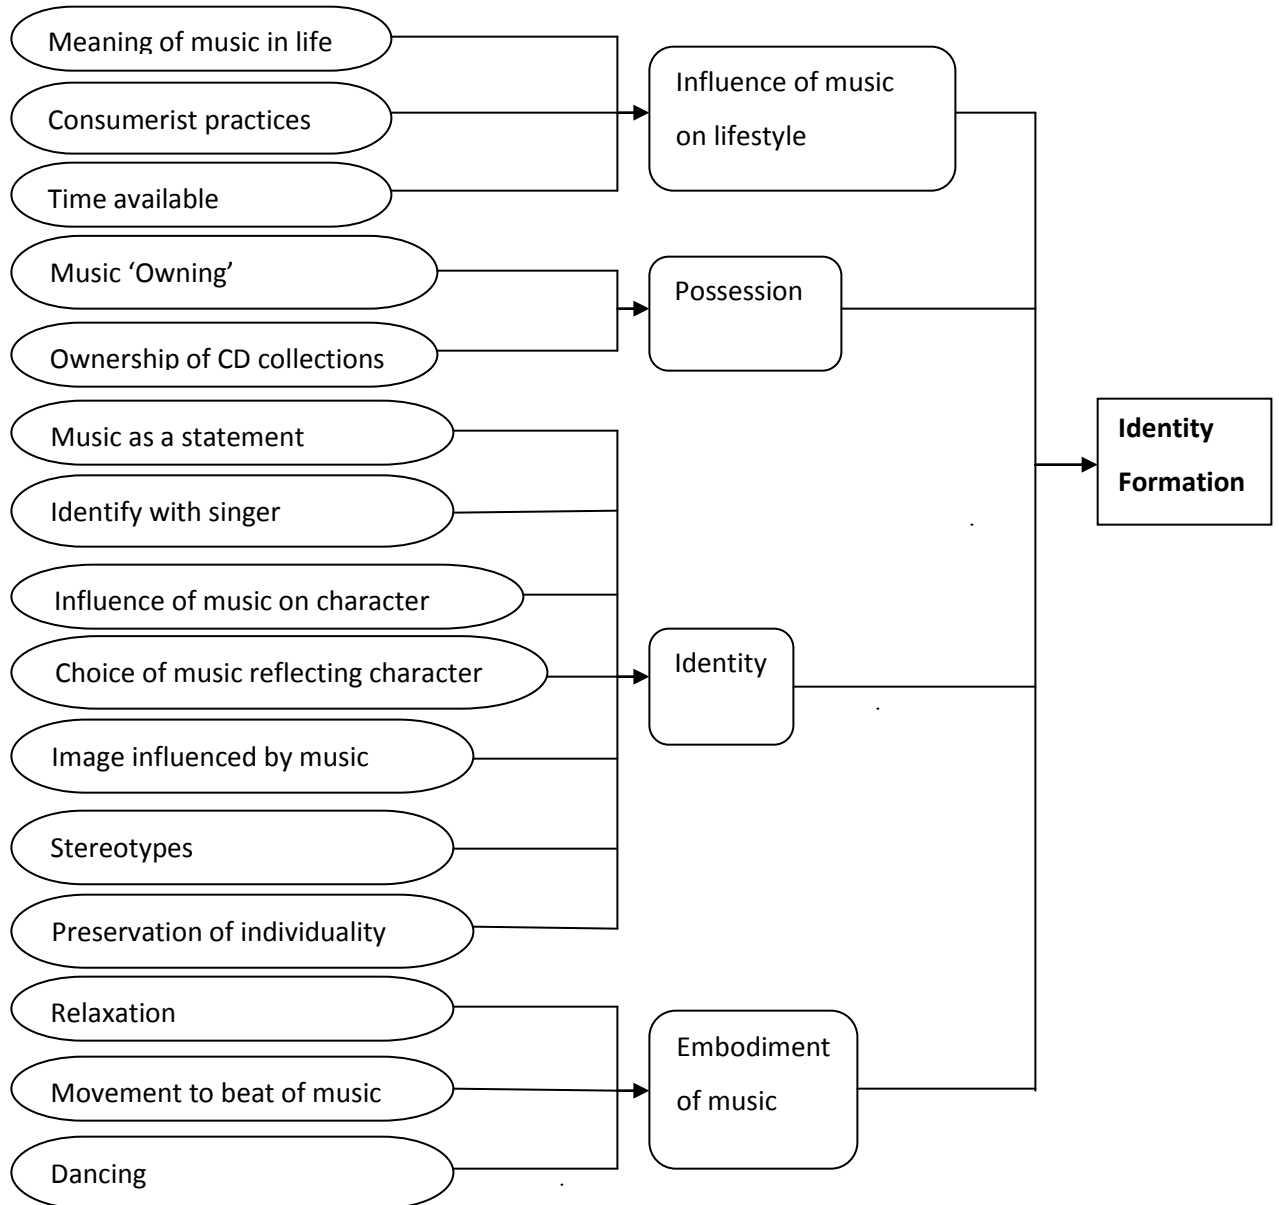 Meaning of music in life
Consumerist practices
Time available
Influence of music
on lifestyle
Music ‘Owning’
Ownership of CD collections
Possession
Music as a statement
Identify with singer
Influence of music on character
Choice of music reflecting character
Image influenced by music
Stereotypes
Preservation of individuality
Identity
Relaxation
Movement to beat of music
Dancing
Embodiment
of music
Identity
Formation